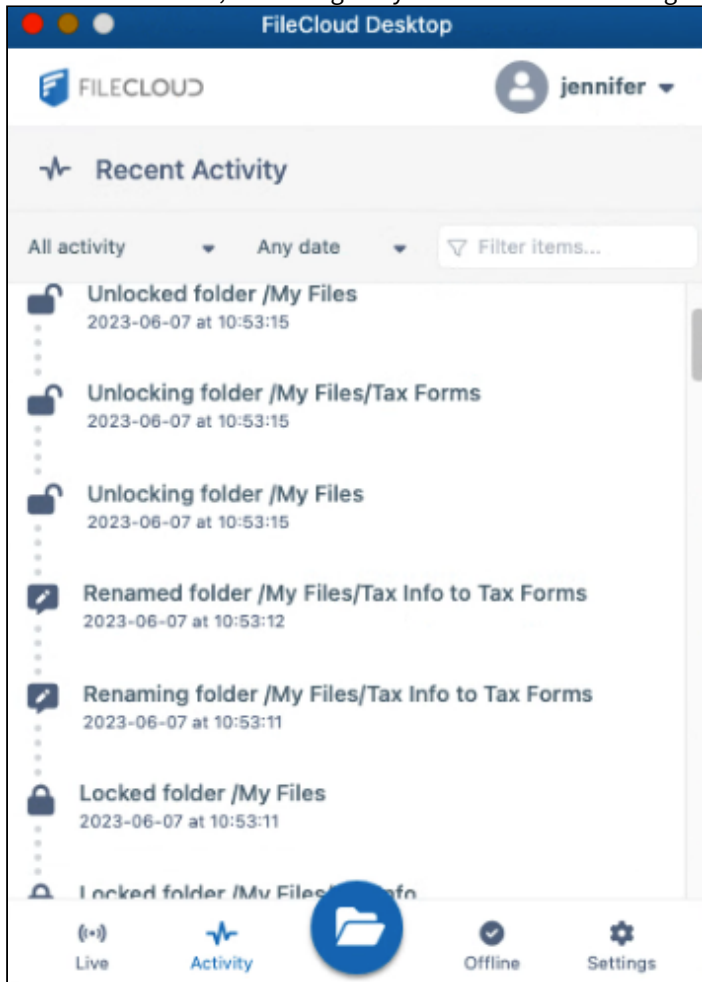 FileCloud Desktop
FILECLOUD
jennifer
Recent Activity
All activity
Any date
Filter items...
Unlocked folder /My Files
2023-06-07 at 10:53:15
Unlocking folder /My Files/Tax Forms
2023-06-07 at 10:53:15
Unlocking folder /My Files
2023-06-07 at 10:53:15
Renamed folder /My Files/Tax Info to Tax Forms
2023-06-07 at 10:53:12
Renaming folder /My Files/Tax Info to Tax Forms
2023-06-07 at 10:53:11
Locked folder /My Files
2023-06-07 at 10:53:11
Locked folder /My Files/
Live
Activity
Offline
Settings